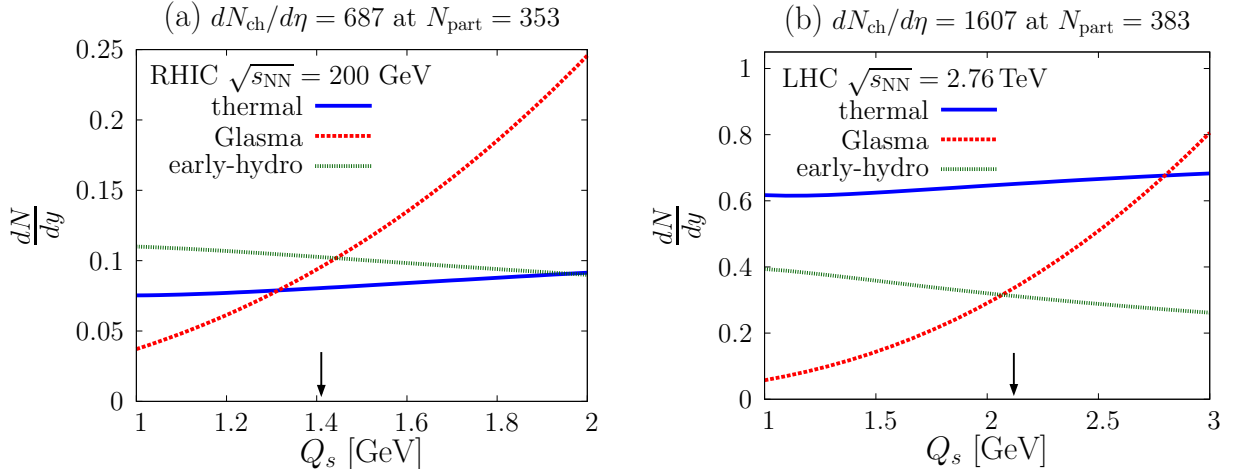 (a) dN_ch/dη = 687 at N_part = 353
0.25
0.2
0.15
0.1
0.05
0
dN/dy
RHIC √s_NN = 200 GeV
thermal
Glasma
early-hydro
1 1.2 1.4 1.6 1.8 2
Q_s [GeV]
(b) dN_ch/dη = 1607 at N_part = 383
1
0.8
0.6
0.4
0.2
0
dN/dy
LHC √s_NN = 2.76 TeV
thermal
Glasma
early-hydro
1 1.5 2 2.5 3
Q_s [GeV]